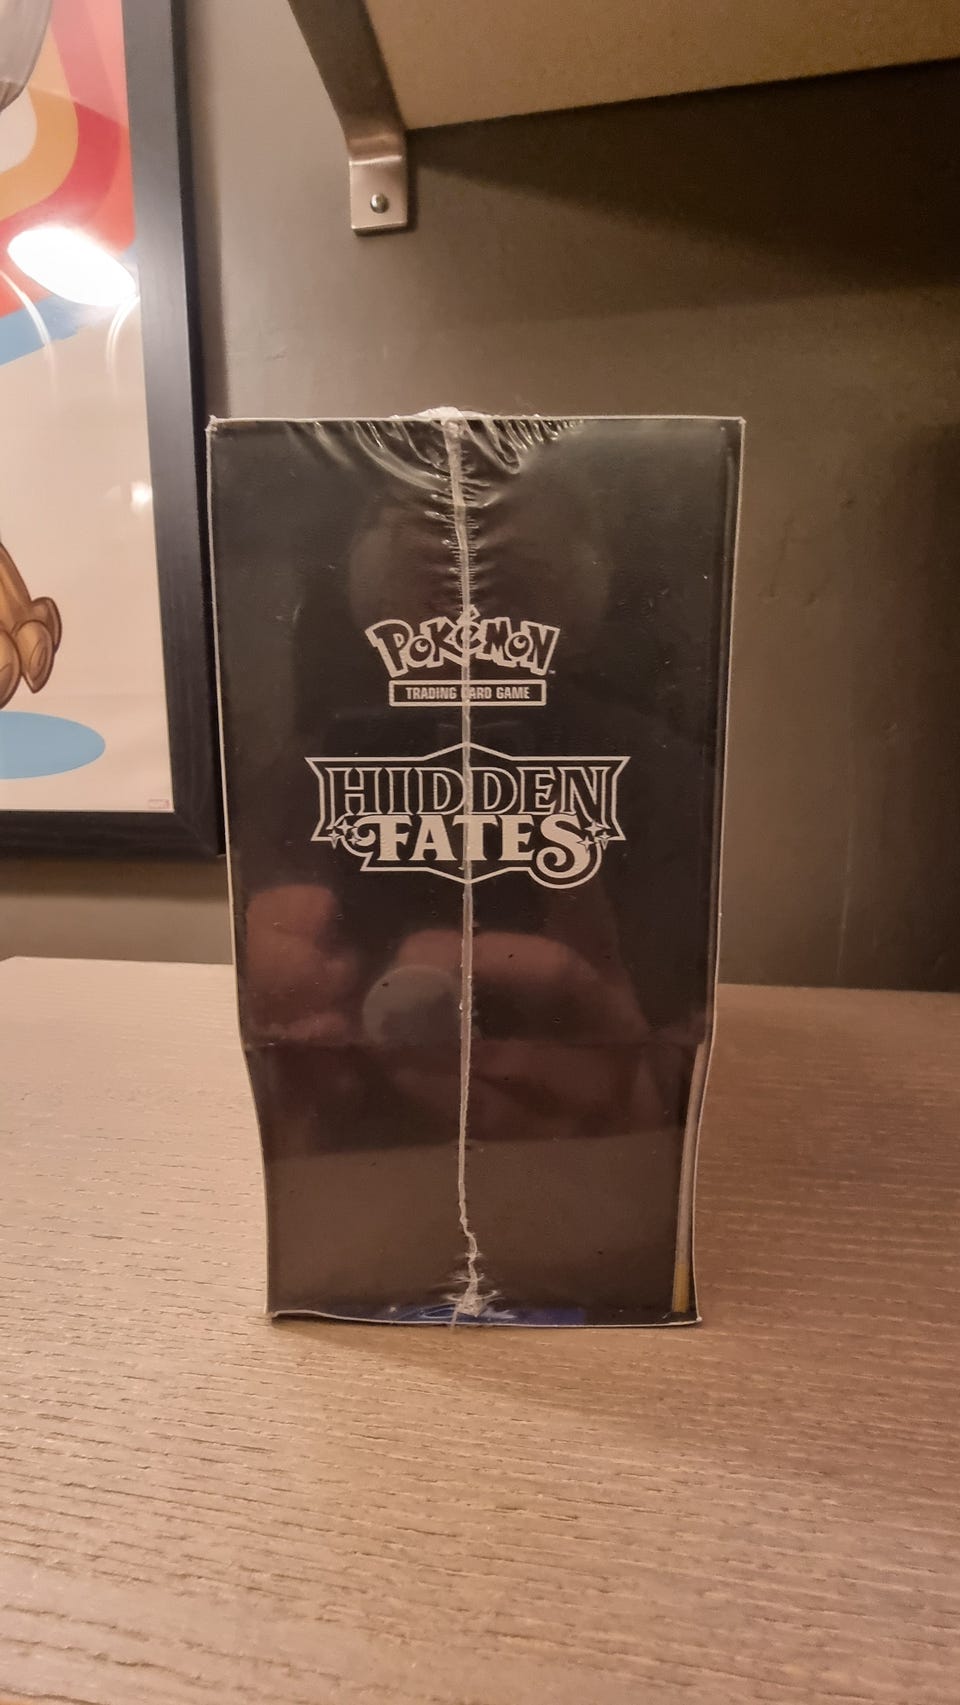 POKéMON
TRADING CARD GAME
HIDDEN
FATES